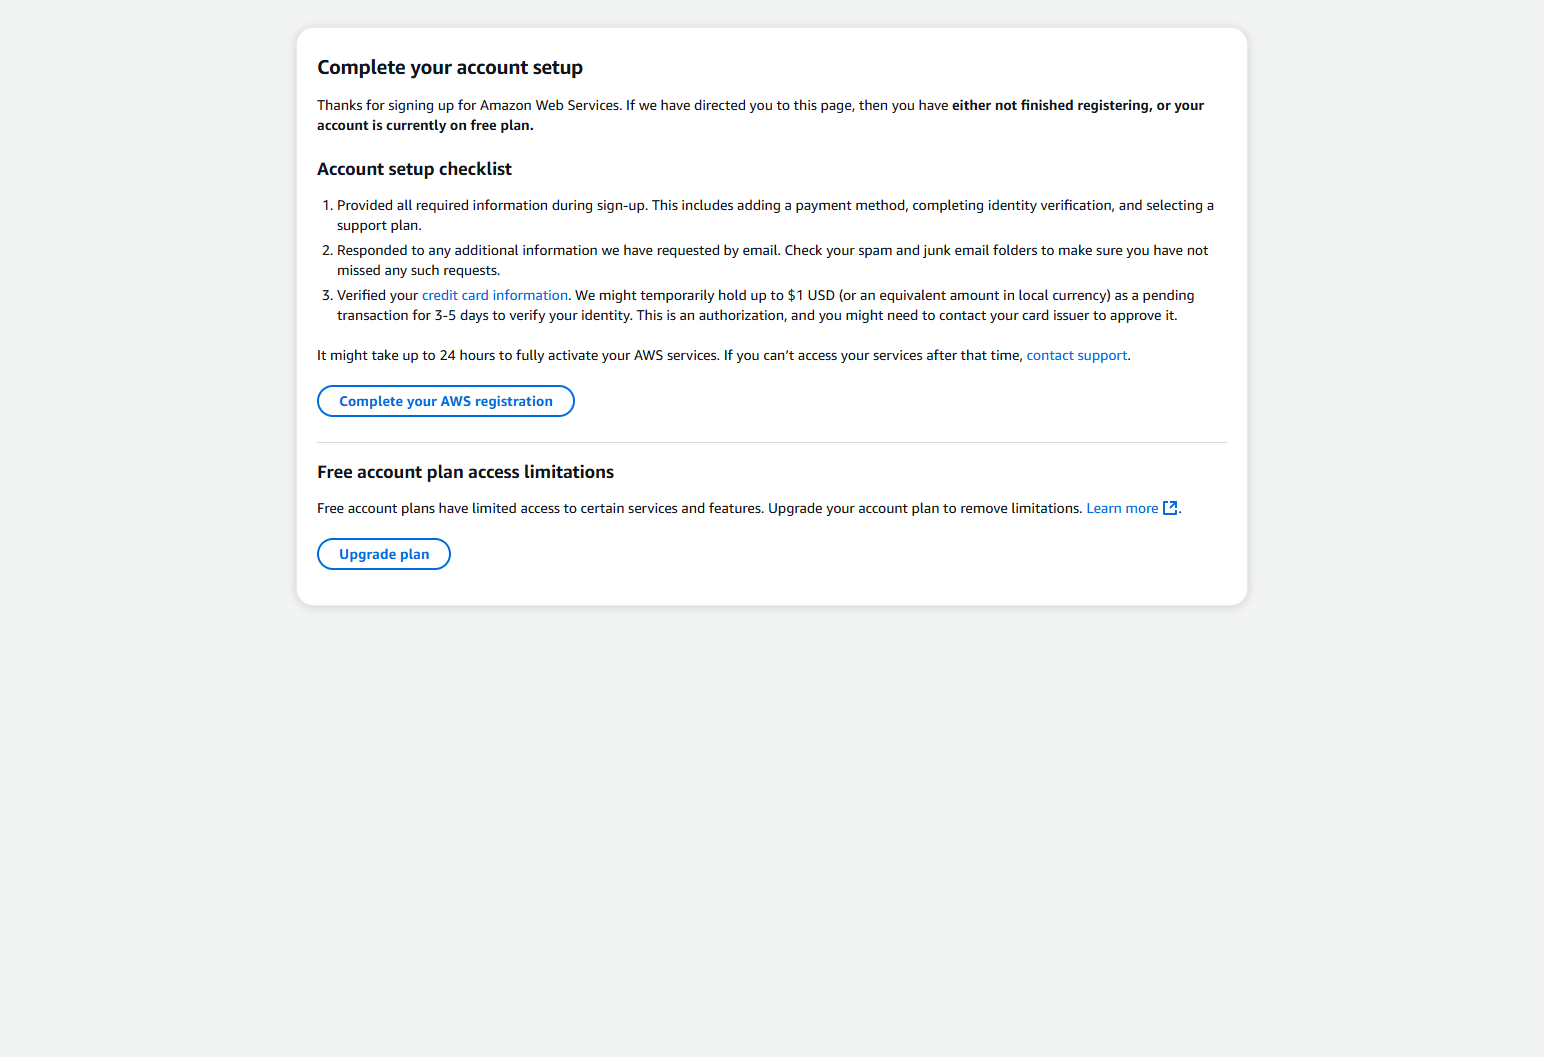 Complete your account setup
Thanks for signing up for Amazon Web Services. If we have directed you to this page, then you have either not finished registering, or your
account is currently on free plan.
Account setup checklist
1. Provided all required information during sign-up. This includes adding a payment method, completing identity verification, and selecting a
support plan.
2. Responded to any additional information we have requested by email. Check your spam and junk email folders to make sure you have not
missed any such requests.
3. Verified your credit card information. We might temporarily hold up to $1 USD (or an equivalent amount in local currency) as a pending
transaction for 3-5 days to verify your identity. This is an authorization, and you might need to contact your card issuer to approve it.
It might take up to 24 hours to fully activate your AWS services. If you can’t access your services after that time, contact support.
Complete your AWS registration
Free account plan access limitations
Free account plans have limited access to certain services and features. Upgrade your account plan to remove limitations. Learn more.
Upgrade plan